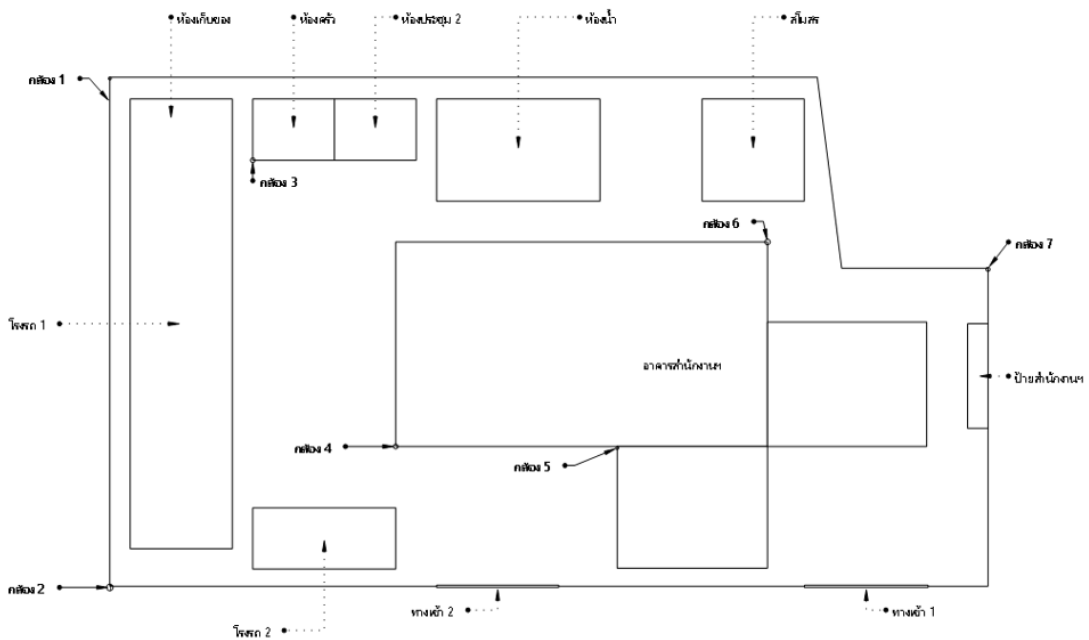 ห้องเก็บของ
ห้องครัว
ห้องประชุม 2
ห้องน้ำ
สโมสร
กล้อง 1
กล้อง 3
กล้อง 6
กล้อง 7
โรงรถ 1
อาคารสำนักงานฯ
ป้ายสำนักงานฯ
กล้อง 4
กล้อง 5
กล้อง 2
ทางเข้า 2
ทางเข้า 1
โรงรถ 2